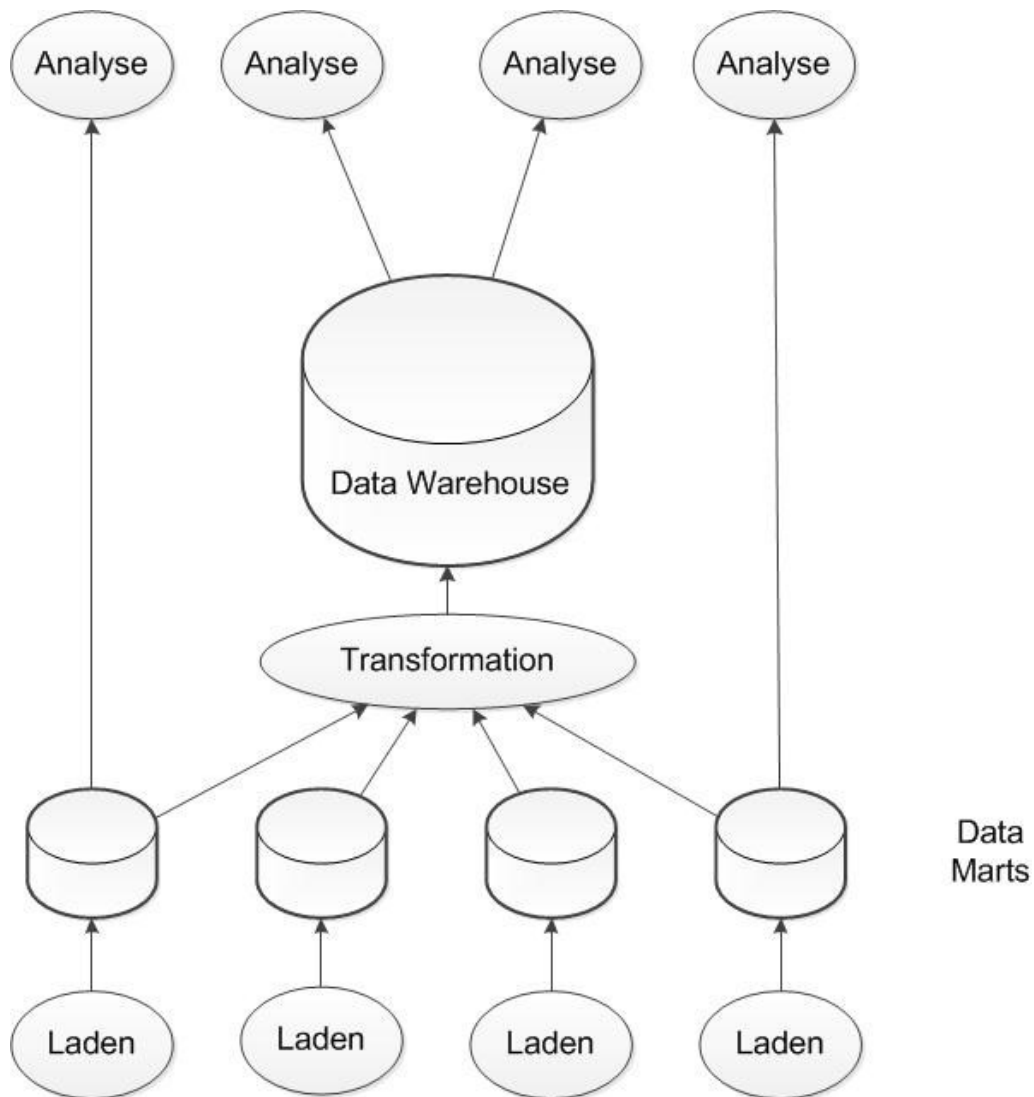 Analyse
Analyse
Analyse
Analyse
Data Warehouse
Transformation
Data
Marts
Laden
Laden
Laden
Laden